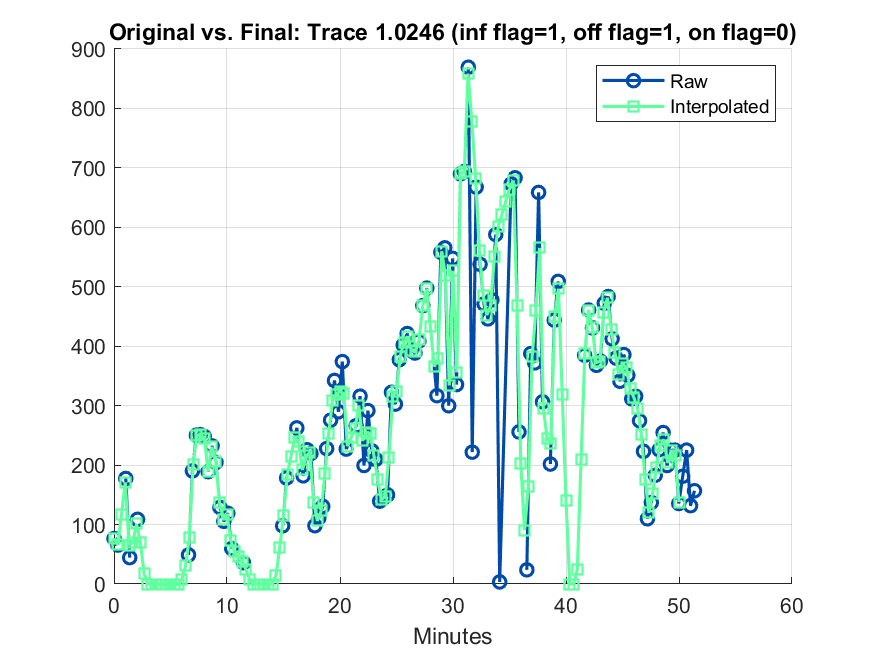 Original vs. Final: Trace 1.0246 (inf flag=1, off flag=1, on flag=0)
900
800
700
600
500
400
300
200
100
0
Raw
Interpolated
0 10 20 30 40 50 60
Minutes